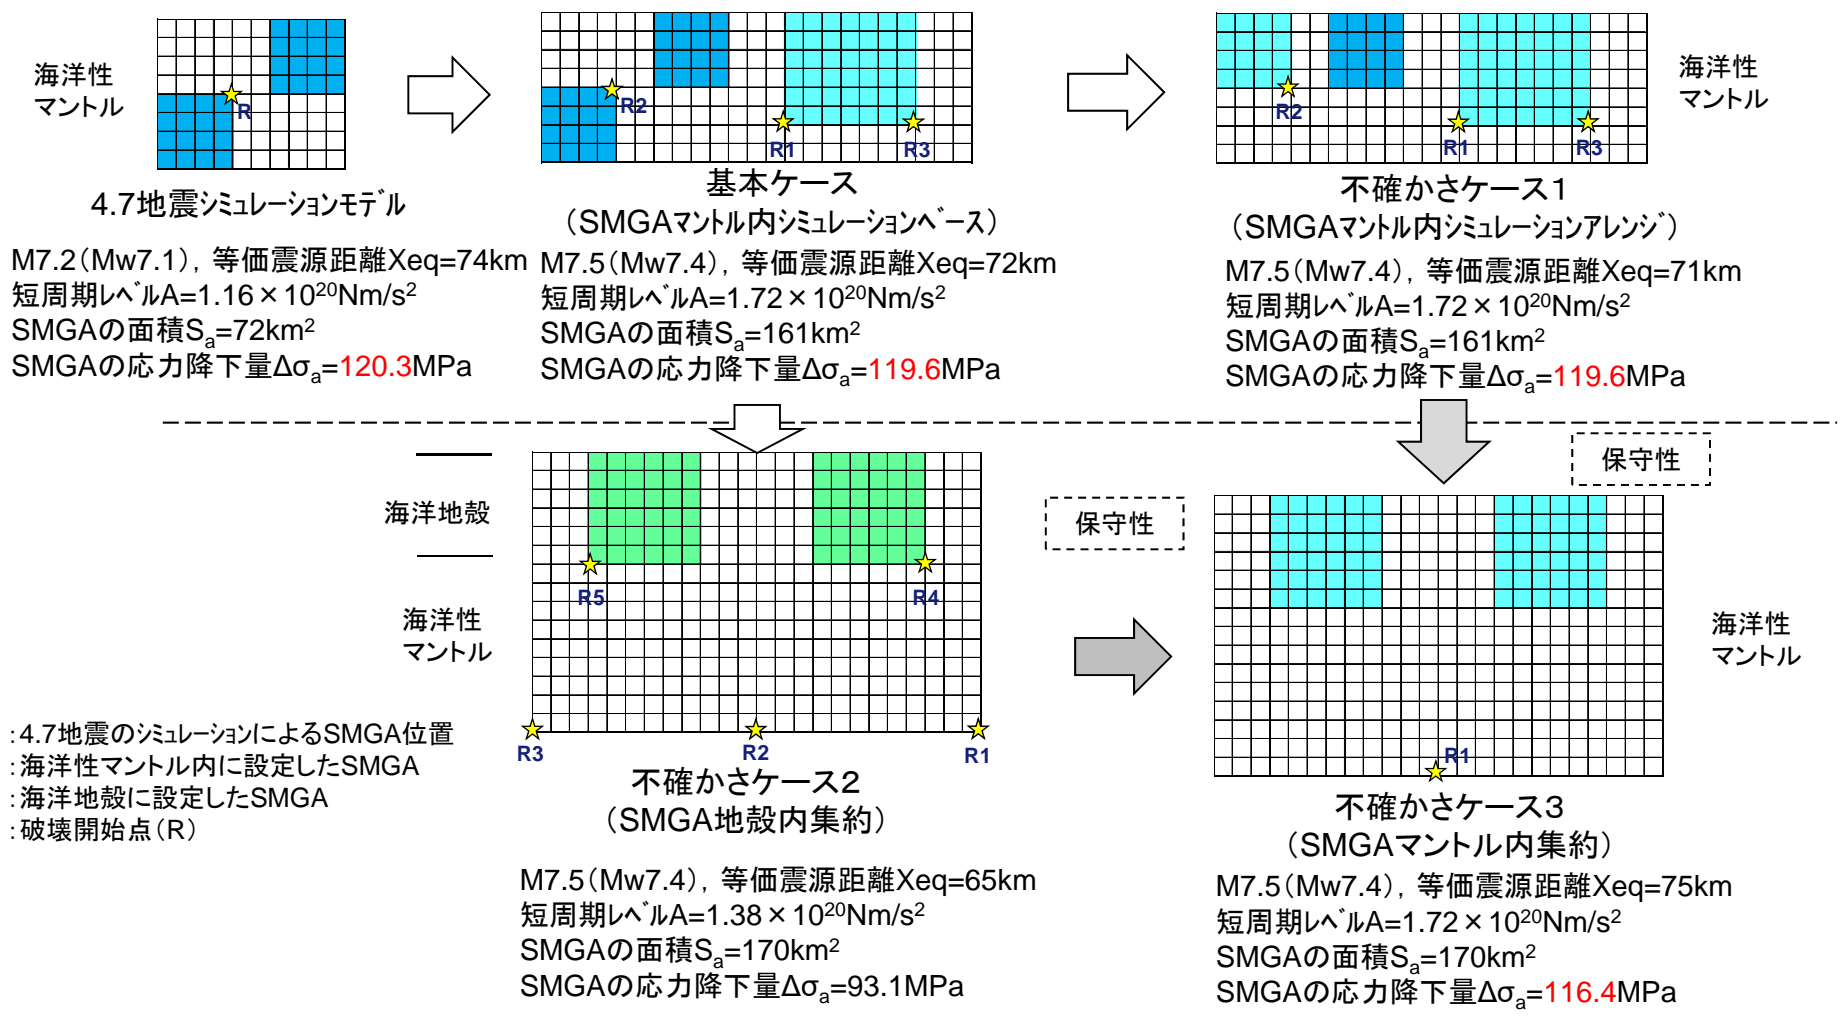 海洋性
マントル
R
4.7地震シミュレーションモデル
M7.2(Mw7.1), 等価震源距離Xeq=74km
短周期レベルA=1.16×10²⁰Nm/s²
SMGAの面積Sₐ=72km²
SMGAの応力降下量Δσₐ=120.3MPa
R2
R1
R3
基本ケース
(SMGAマントル内シミュレーションベース)
M7.5(Mw7.4), 等価震源距離Xeq=72km
短周期レベルA=1.72×10²⁰Nm/s²
SMGAの面積Sₐ=161km²
SMGAの応力降下量Δσₐ=119.6MPa
R2
R1
R3
海洋性
マントル
不確かさケース1
(SMGAマントル内シミュレーションアレンジ)
M7.5(Mw7.4), 等価震源距離Xeq=71km
短周期レベルA=1.72×10²⁰Nm/s²
SMGAの面積Sₐ=161km²
SMGAの応力降下量Δσₐ=119.6MPa
海洋地殻
海洋性
マントル
R5
R4
R3
R2
R1
不確かさケース2
(SMGA地殻内集約)
M7.5(Mw7.4), 等価震源距離Xeq=65km
短周期レベルA=1.38×10²⁰Nm/s²
SMGAの面積Sₐ=170km²
SMGAの応力降下量Δσₐ=93.1MPa
保守性
保守性
海洋性
マントル
R1
不確かさケース3
(SMGAマントル内集約)
M7.5(Mw7.4), 等価震源距離Xeq=75km
短周期レベルA=1.72×10²⁰Nm/s²
SMGAの面積Sₐ=170km²
SMGAの応力降下量Δσₐ=116.4MPa
:4.7地震のシミュレーションによるSMGA位置
:海洋性マントル内に設定したSMGA
:海洋地殻に設定したSMGA
:破壊開始点(R)